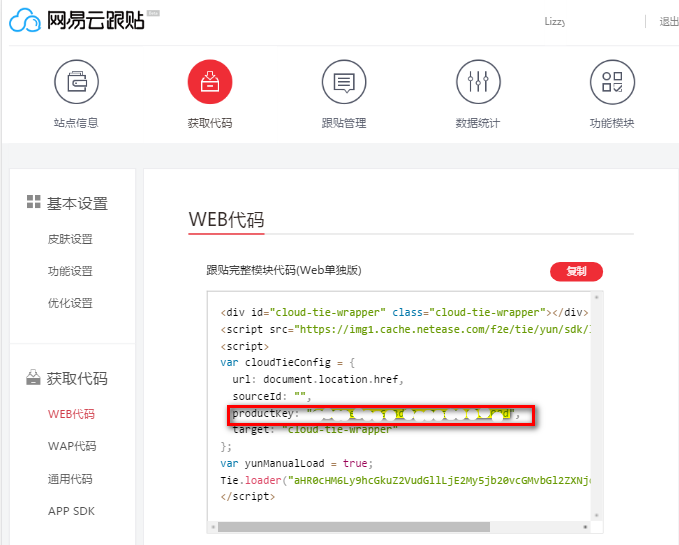 网易云跟贴 Beta
Lizzy
退出
站点信息 获取代码 跟贴管理 数据统计 功能模块
基本设置
皮肤设置
功能设置
优化设置
获取代码
WEB代码
WAP代码
通用代码
APP SDK
WEB代码
跟贴完整模块代码(Web单独版)
复制
<div id="cloud-tie-wrapper" class="cloud-tie-wrapper"></div>
<script src="https://img1.cache.netease.com/f2e/tie/yun/sdk/
<script>
var cloudTieConfig = {
url: document.location.href,
sourceId: "",
productKey: "
target: "cloud-tie-wrapper"
};
var yunManualLoad = true;
Tie.loader("aHR0cHM6Ly9hcGkuZ2VudGllLjE2My5jb20vcGMvbGl2ZXNj
</script>